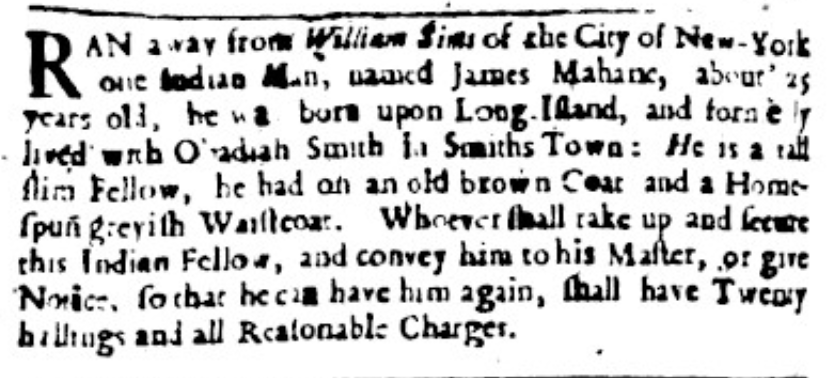 RAN away from William Sims of the City of New-York
one Indian Man, named James Mahane, about 25
years old, he was born upon Long-Iſland, and formerly
lived with Obadiah Smith In Smiths Town: He is a tall
ſlim Fellow, he had on an old brown Coat and a Home-
ſpuñ greyiſh Waiſtcoat. Whoever ſhall take up and ſecure
this Indian Fellow, and convey him to his Maſter, or give
Notice, ſo that he can have him again, ſhall have Twenty
hillings and all Reaſonable Charges.